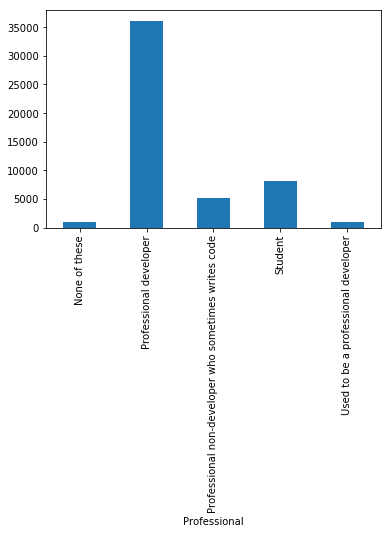 35000
30000
25000
20000
15000
10000
5000
0
None of these
Professional developer
Professional non-developer who sometimes writes code
Student
Used to be a professional developer
Professional